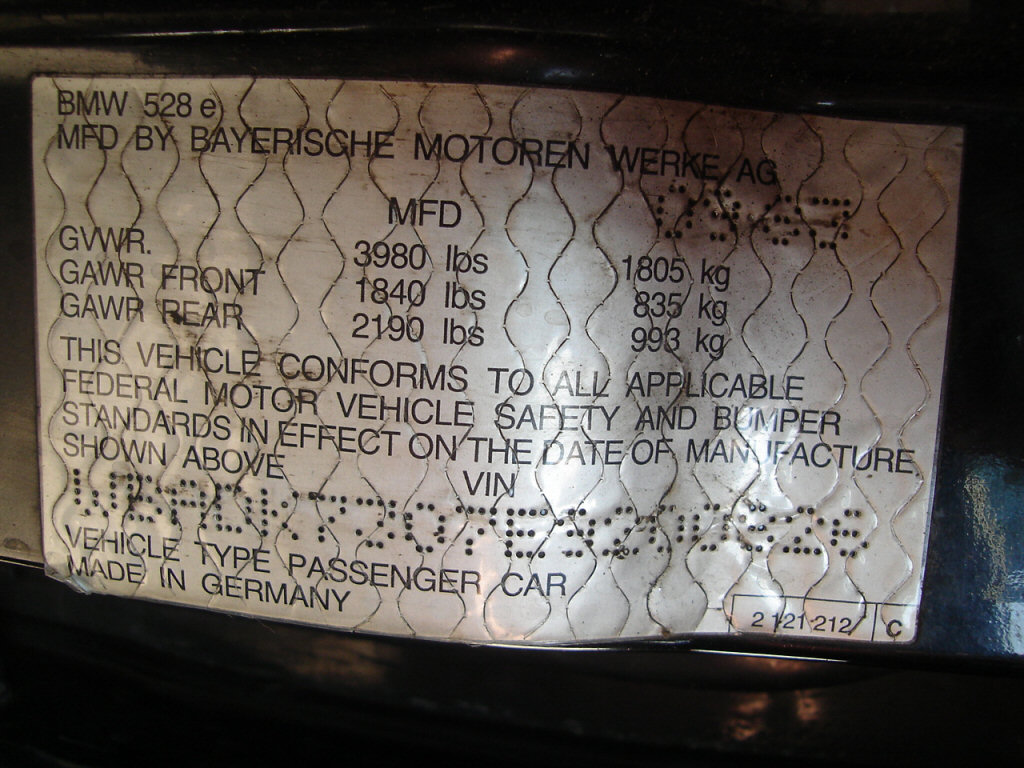 BMW 528 e
MFD BY BAYERISCHE MOTOREN WERKE AG
MFD
GVWR. 3980 lbs 1805 kg
GAWR FRONT 1840 lbs 835 kg
GAWR REAR 2190 lbs 993 kg
THIS VEHICLE CONFORMS TO ALL APPLICABLE
FEDERAL MOTOR VEHICLE SAFETY AND BUMPER
STANDARDS IN EFFECT ON THE DATE OF MANUFACTURE
SHOWN ABOVE
VIN
VEHICLE TYPE PASSENGER CAR
MADE IN GERMANY
2 121 212 C